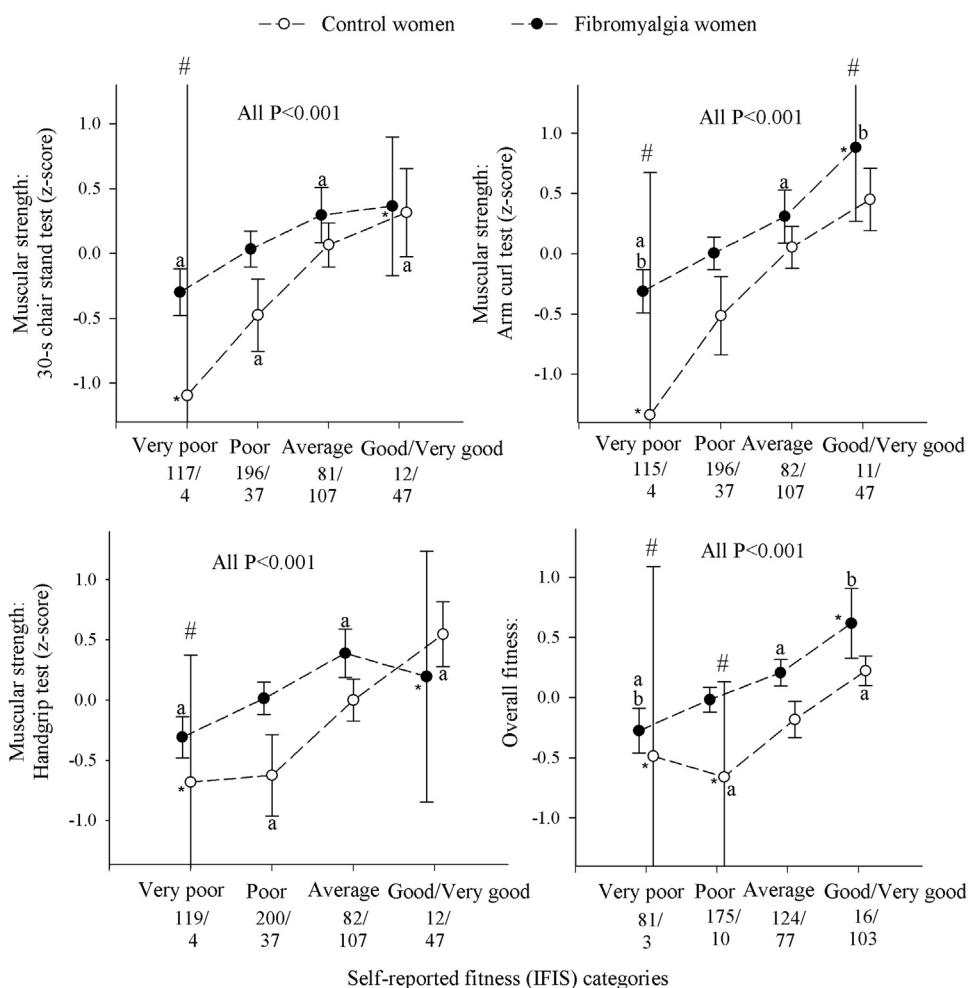 Control women
Fibromyalgia women
#
All P<0.001
Muscular strength:
30-s chair stand test (z-score)
1.0
0.5
0.0
-0.5
-1.0
a
a
a
a
*
*
Very poor Poor Average Good/Very good
117/ 196/ 81/ 12/
4 37 107 47
#
#
All P<0.001
Muscular strength:
Arm curl test (z-score)
1.0
0.5
0.0
-0.5
-1.0
b
*
a
a
b
*
Very poor Poor Average Good/Very good
115/ 196/ 82/ 11/
4 37 107 47
All P<0.001
#
Muscular strength:
Handgrip test (z-score)
1.0
0.5
0.0
-0.5
-1.0
a
a
a
a
*
*
Very poor Poor Average Good/Very good
119/ 200/ 82/ 12/
4 37 107 47
#
All P<0.001
#
Overall fitness:
1.0
0.5
0.0
-0.5
-1.0
b
*
a
a
b
a
*
*
a
Very poor Poor Average Good/Very good
81/ 175/ 124/ 16/
3 10 77 103
Self-reported fitness (IFIS) categories